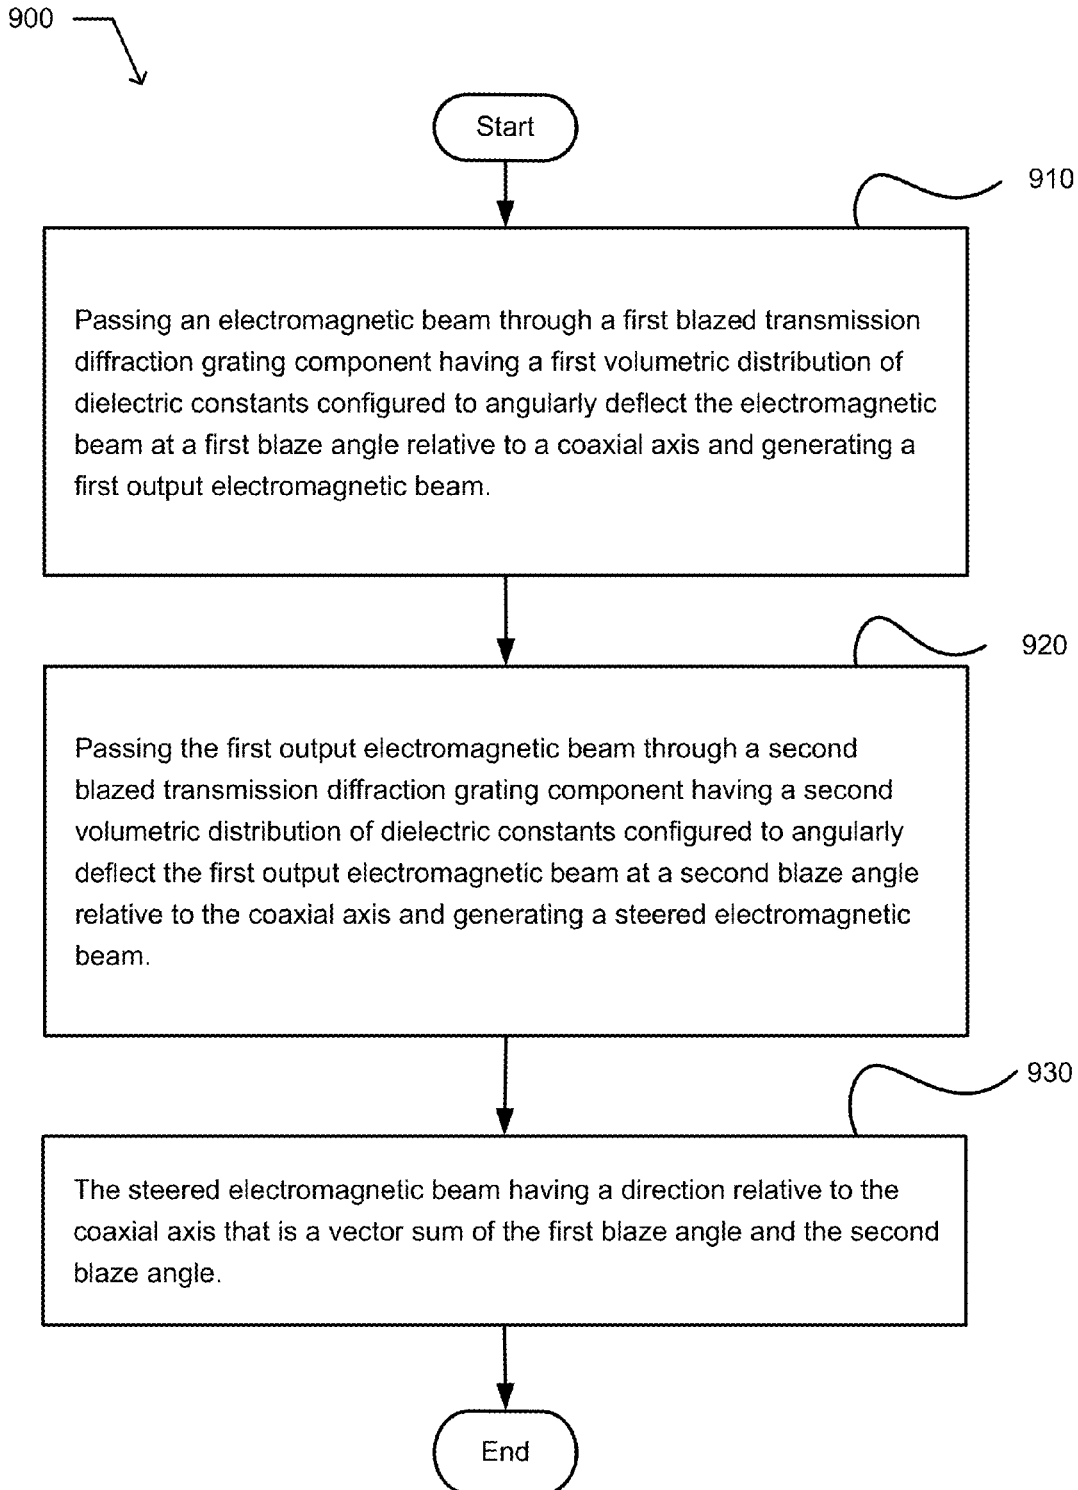 900
Start
910
Passing an electromagnetic beam through a first blazed transmission
diffraction grating component having a first volumetric distribution of
dielectric constants configured to angularly deflect the electromagnetic
beam at a first blaze angle relative to a coaxial axis and generating a
first output electromagnetic beam.
920
Passing the first output electromagnetic beam through a second
blazed transmission diffraction grating component having a second
volumetric distribution of dielectric constants configured to angularly
deflect the first output electromagnetic beam at a second blaze angle
relative to the coaxial axis and generating a steered electromagnetic
beam.
930
The steered electromagnetic beam having a direction relative to the
coaxial axis that is a vector sum of the first blaze angle and the second
blaze angle.
End